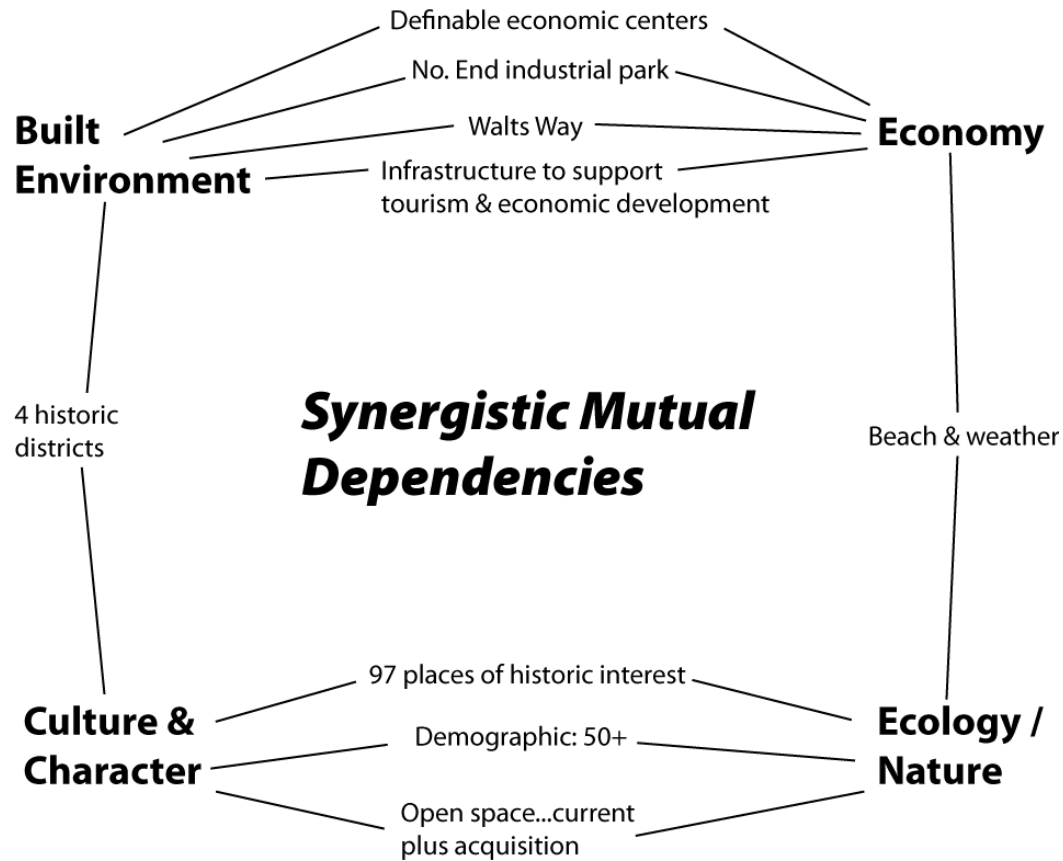 Definable economic centers
No. End industrial park
Built
Environment
Walts Way
Economy
Infrastructure to support
tourism & economic development
4 historic
districts
Synergistic Mutual
Dependencies
Beach & weather
97 places of historic interest
Culture &
Character
Demographic: 50+
Ecology /
Nature
Open space...current
plus acquisition